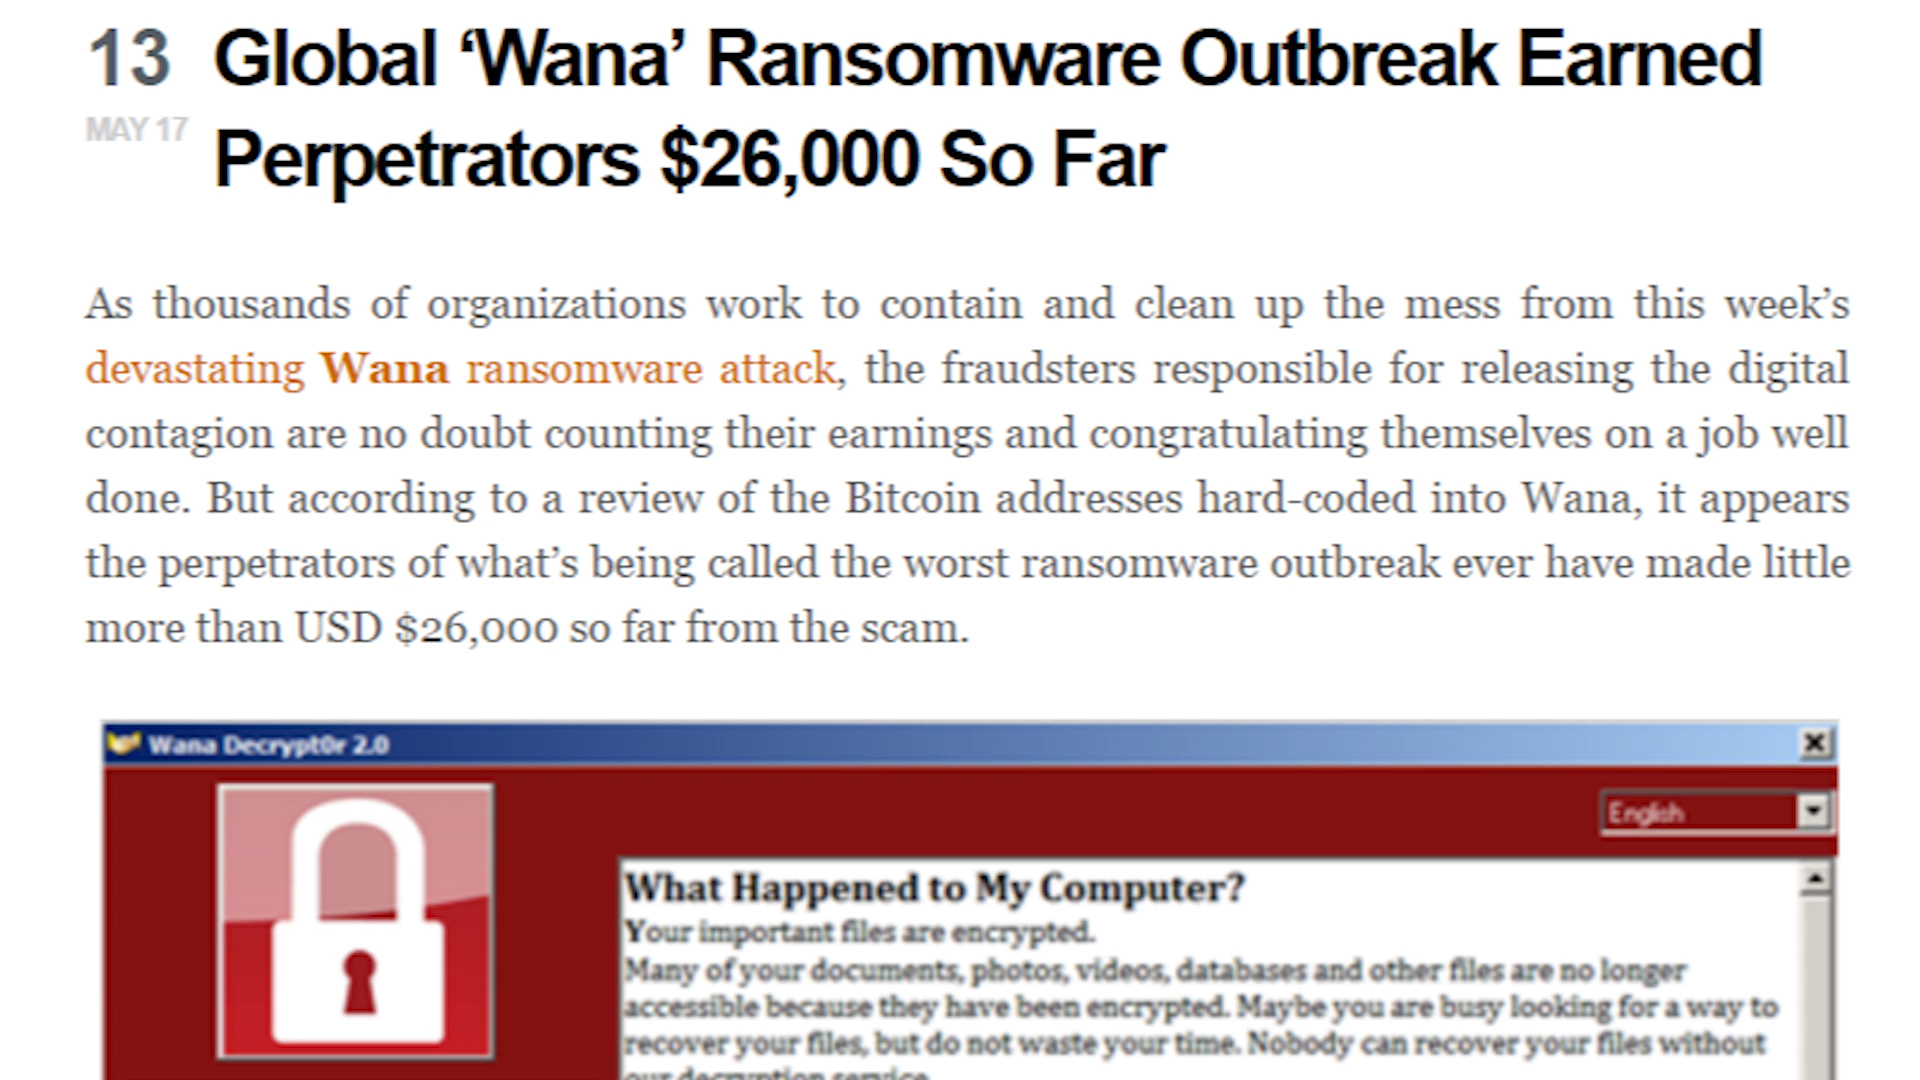 13 Global ‘Wana’ Ransomware Outbreak Earned
MAY 17 Perpetrators $26,000 So Far
As thousands of organizations work to contain and clean up the mess from this week’s
devastating Wana ransomware attack, the fraudsters responsible for releasing the digital
contagion are no doubt counting their earnings and congratulating themselves on a job well
done. But according to a review of the Bitcoin addresses hard-coded into Wana, it appears
the perpetrators of what’s being called the worst ransomware outbreak ever have made little
more than USD $26,000 so far from the scam.
Wana Decrypt0r 2.0
English
What Happened to My Computer?
Your important files are encrypted.
Many of your documents, photos, videos, databases and other files are no longer
accessible because they have been encrypted. Maybe you are busy looking for a way to
recover your files, but do not waste your time. Nobody can recover your files without
our decryption service.